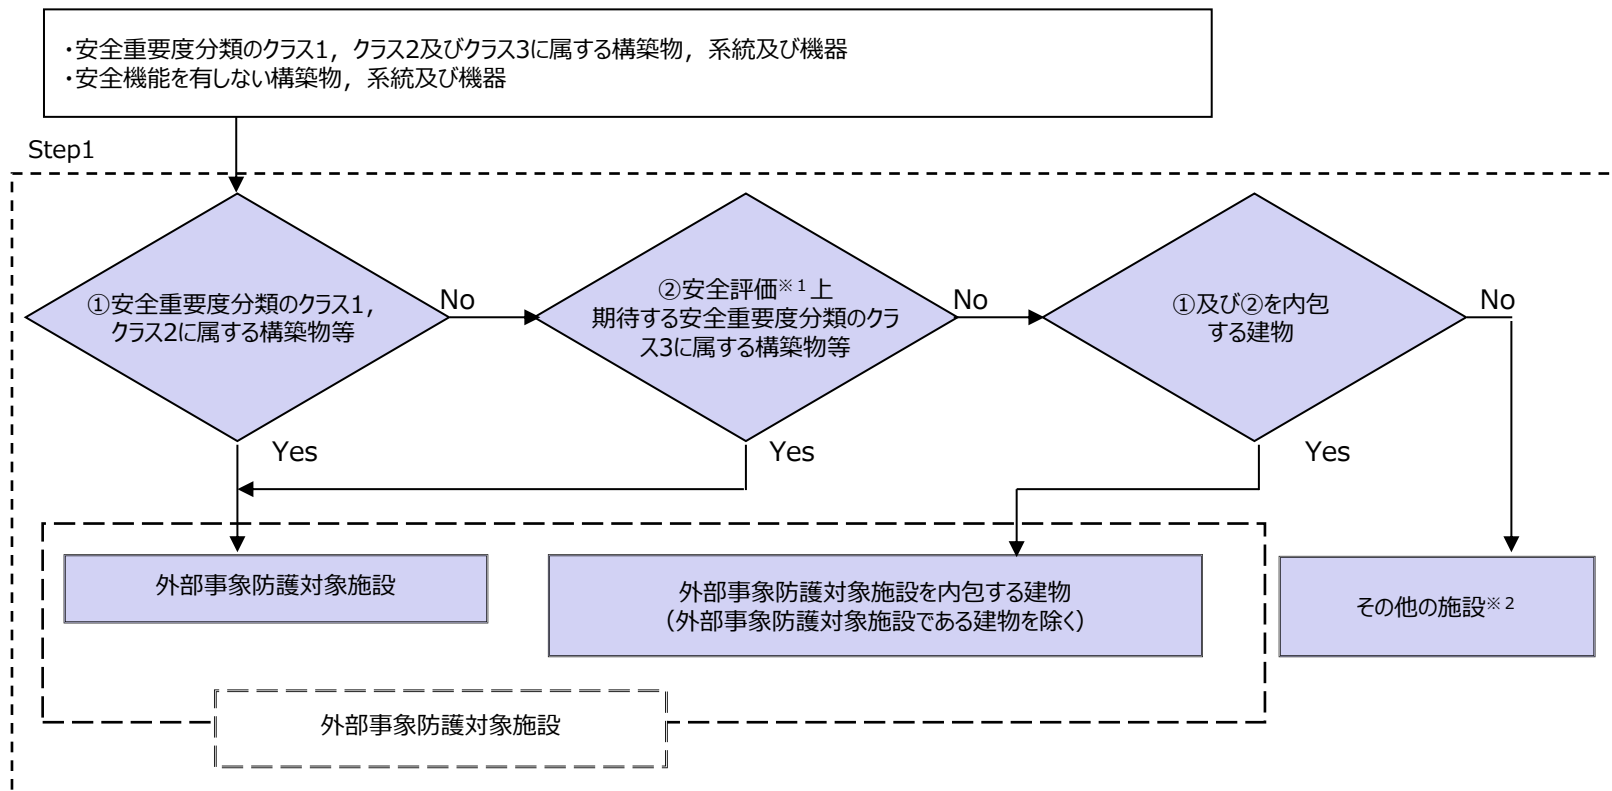 ・安全重要度分類のクラス1，クラス2及びクラス3に属する構築物，系統及び機器
・安全機能を有しない構築物，系統及び機器
Step1
①安全重要度分類のクラス1，
クラス2に属する構築物等
No
②安全評価※1上
期待する安全重要度分類のクラ
ス3に属する構築物等
No
①及び②を内包
する建物
No
Yes
Yes
Yes
外部事象防護対象施設
外部事象防護対象施設を内包する建物
（外部事象防護対象施設である建物を除く）
その他の施設※2
外部事象防護対象施設